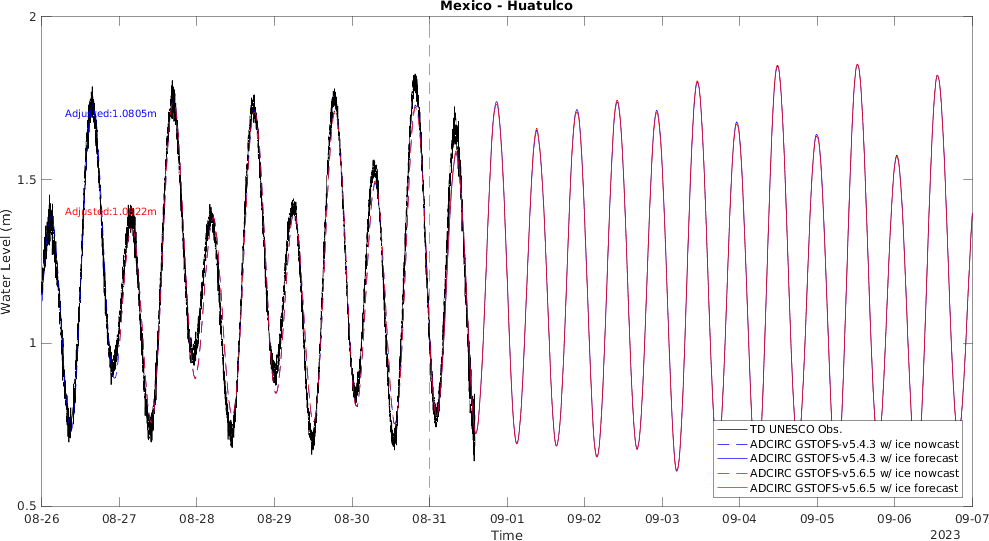 Mexico - Huatulco
2
1.5
1
0.5
Water Level (m)
Adjusted:1.0805m
08-26
08-27
08-28
08-29
08-30
08-31
09-01
09-02
09-03
09-04
09-05
09-06
09-07
Time
2023
TD UNESCO Obs.
ADCIRC GSTOFS-v5.4.3 w/ ice nowcast
ADCIRC GSTOFS-v5.4.3 w/ ice forecast
ADCIRC GSTOFS-v5.6.5 w/ ice nowcast
ADCIRC GSTOFS-v5.6.5 w/ ice forecast